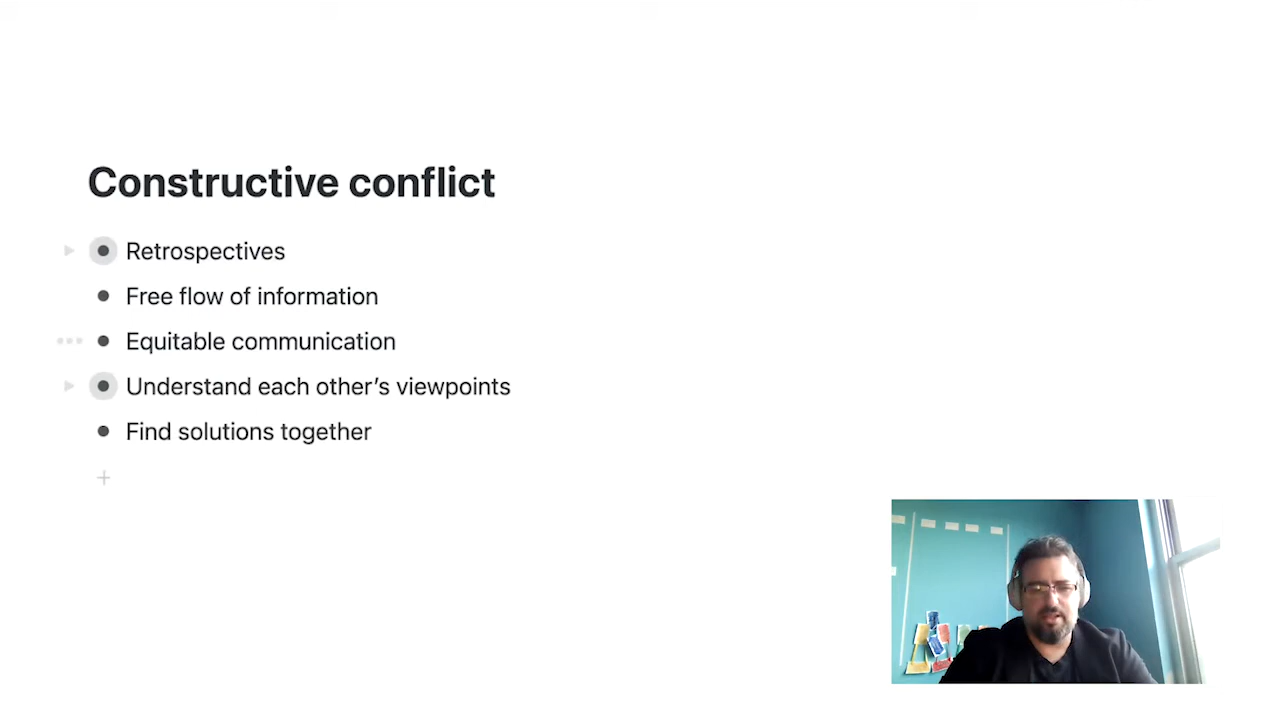 Constructive conflict
Retrospectives
Free flow of information
Equitable communication
Understand each other’s viewpoints
Find solutions together